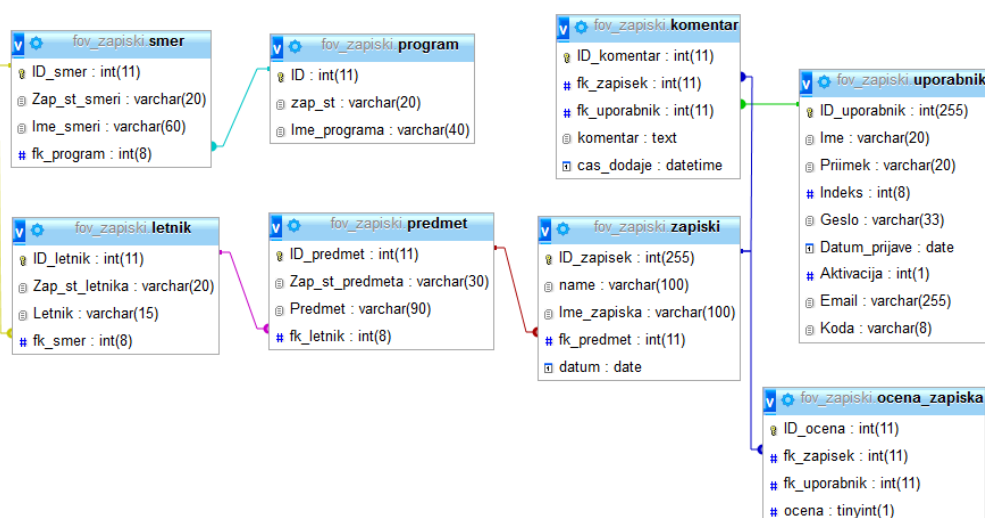 fov_zapiski.smer
ID_smer : int(11)
Zap_st_smeri : varchar(20)
Ime_smeri : varchar(60)
# fk_program : int(8)
fov_zapiski.program
ID : int(11)
zap_st : varchar(20)
Ime_programa : varchar(40)
fov_zapiski.komentar
ID_komentar : int(11)
# fk_zapisek : int(11)
# fk_uporabnik : int(11)
komentar : text
cas_dodaje : datetime
fov_zapiski.uporabnik
ID_uporabnik : int(255)
Ime : varchar(20)
Priimek : varchar(20)
# Indeks : int(8)
Geslo : varchar(33)
Datum_prijave : date
# Aktivacija : int(1)
Email : varchar(255)
Koda : varchar(8)
fov_zapiski.letnik
ID_letnik : int(11)
Zap_st_letnika : varchar(20)
Letnik : varchar(15)
# fk_smer : int(8)
fov_zapiski.predmet
ID_predmet : int(11)
Zap_st_predmeta : varchar(30)
Predmet : varchar(90)
# fk_letnik : int(8)
fov_zapiski.zapiski
ID_zapisek : int(255)
name : varchar(100)
Ime_zapiska : varchar(100)
# fk_predmet : int(11)
datum : date
fov_zapiski.ocena_zapiska
ID_ocena : int(11)
# fk_zapisek : int(11)
# fk_uporabnik : int(11)
# ocena : tinyint(1)